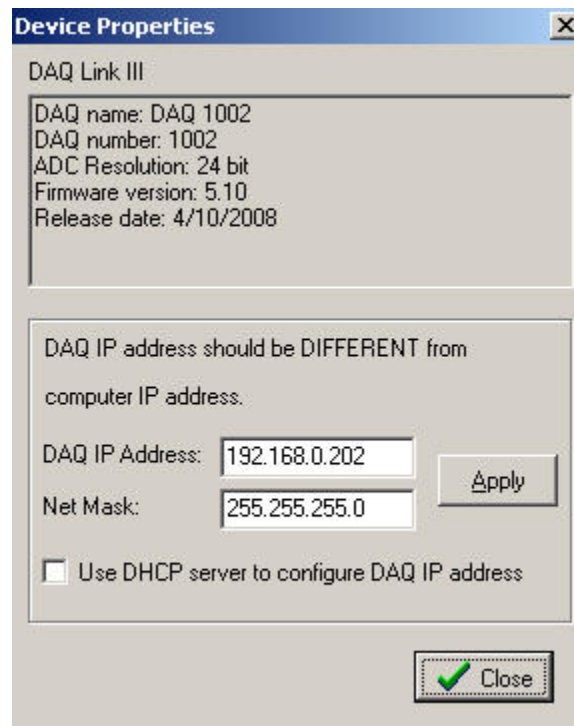 Device Properties
DAQ Link III
DAQ name: DAQ 1002
DAQ number: 1002
ADC Resolution: 24 bit
Firmware version: 5.10
Release date: 4/10/2008
DAQ IP address should be DIFFERENT from
computer IP address.
DAQ IP Address: 192.168.0.202
Apply
Net Mask: 255.255.255.0
Use DHCP server to configure DAQ IP address
Close